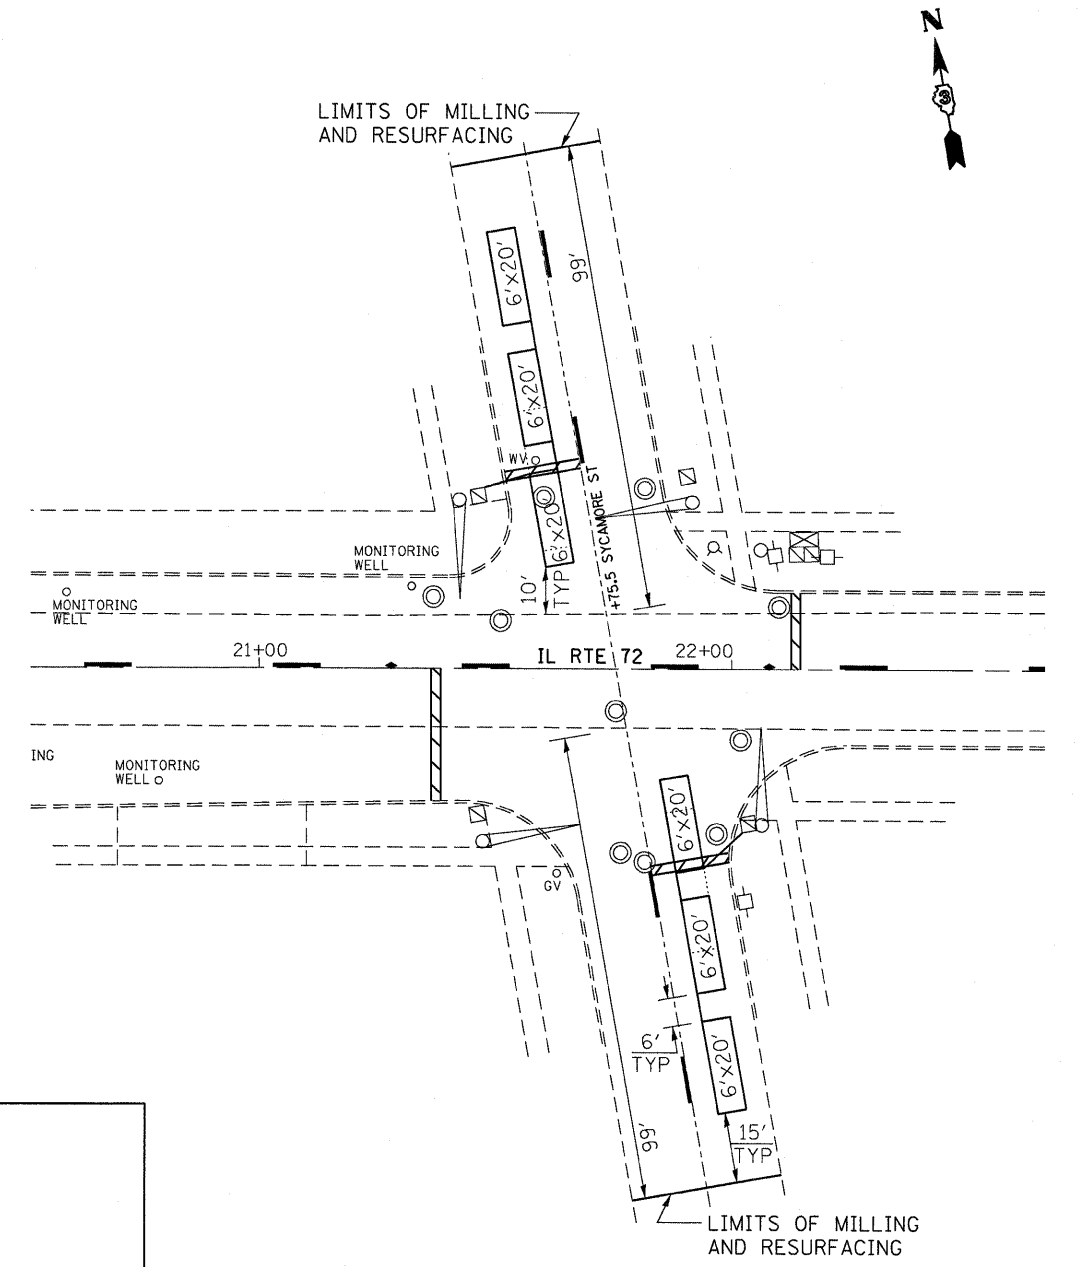 N
3
LIMITS OF MILLING
AND RESURFACING
6'X20'
99'
6'X20'
WV
+75.5 SYCAMORE ST
6'X20'
MONITORING
WELL
10'
TYP
MONITORING
WELL
21+00
IL RTE 72
22+00
ING
MONITORING
WELL
6'X20'
GV
6'X20'
6'
TYP
6'X20'
99'
15'
TYP
LIMITS OF MILLING
AND RESURFACING